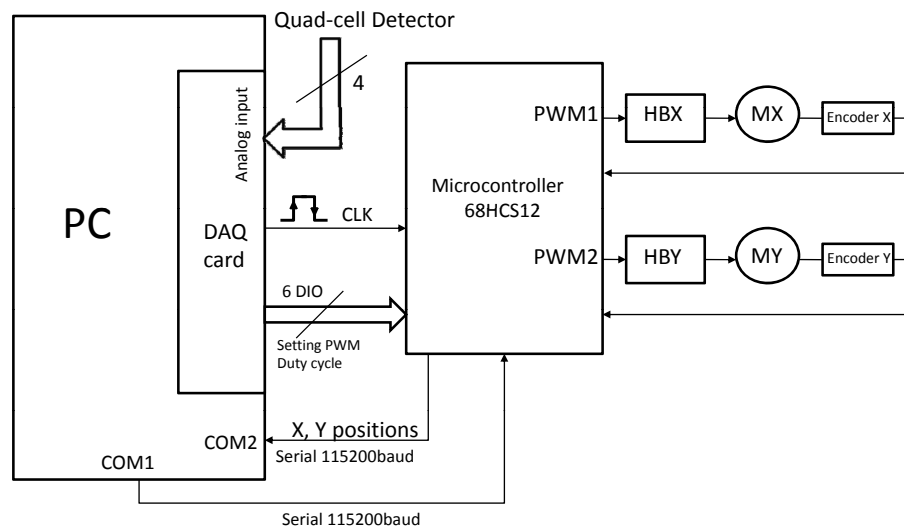 Quad-cell Detector
4
Analog input
PC
DAQ
card
CLK
6 DIO
Setting PWM
Duty cycle
Microcontroller
68HCS12
PWM1
HBX
MX
Encoder X
PWM2
HBY
MY
Encoder Y
COM2
X, Y positions
Serial 115200baud
COM1
Serial 115200baud